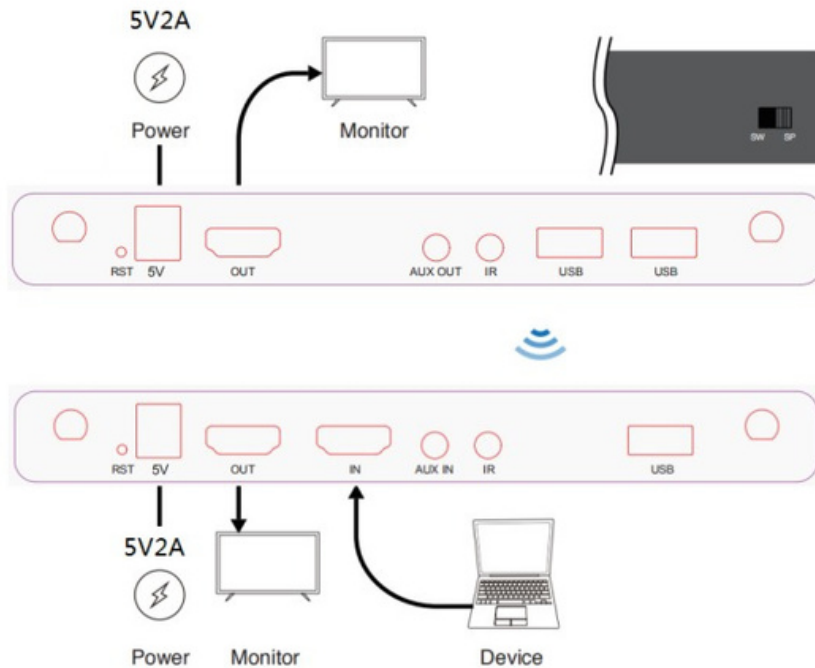 5V2A
Power
Monitor
SW SP
RST 5V OUT AUX OUT IR USB USB
RST 5V OUT IN AUX IN IR USB
5V2A
Power Monitor Device